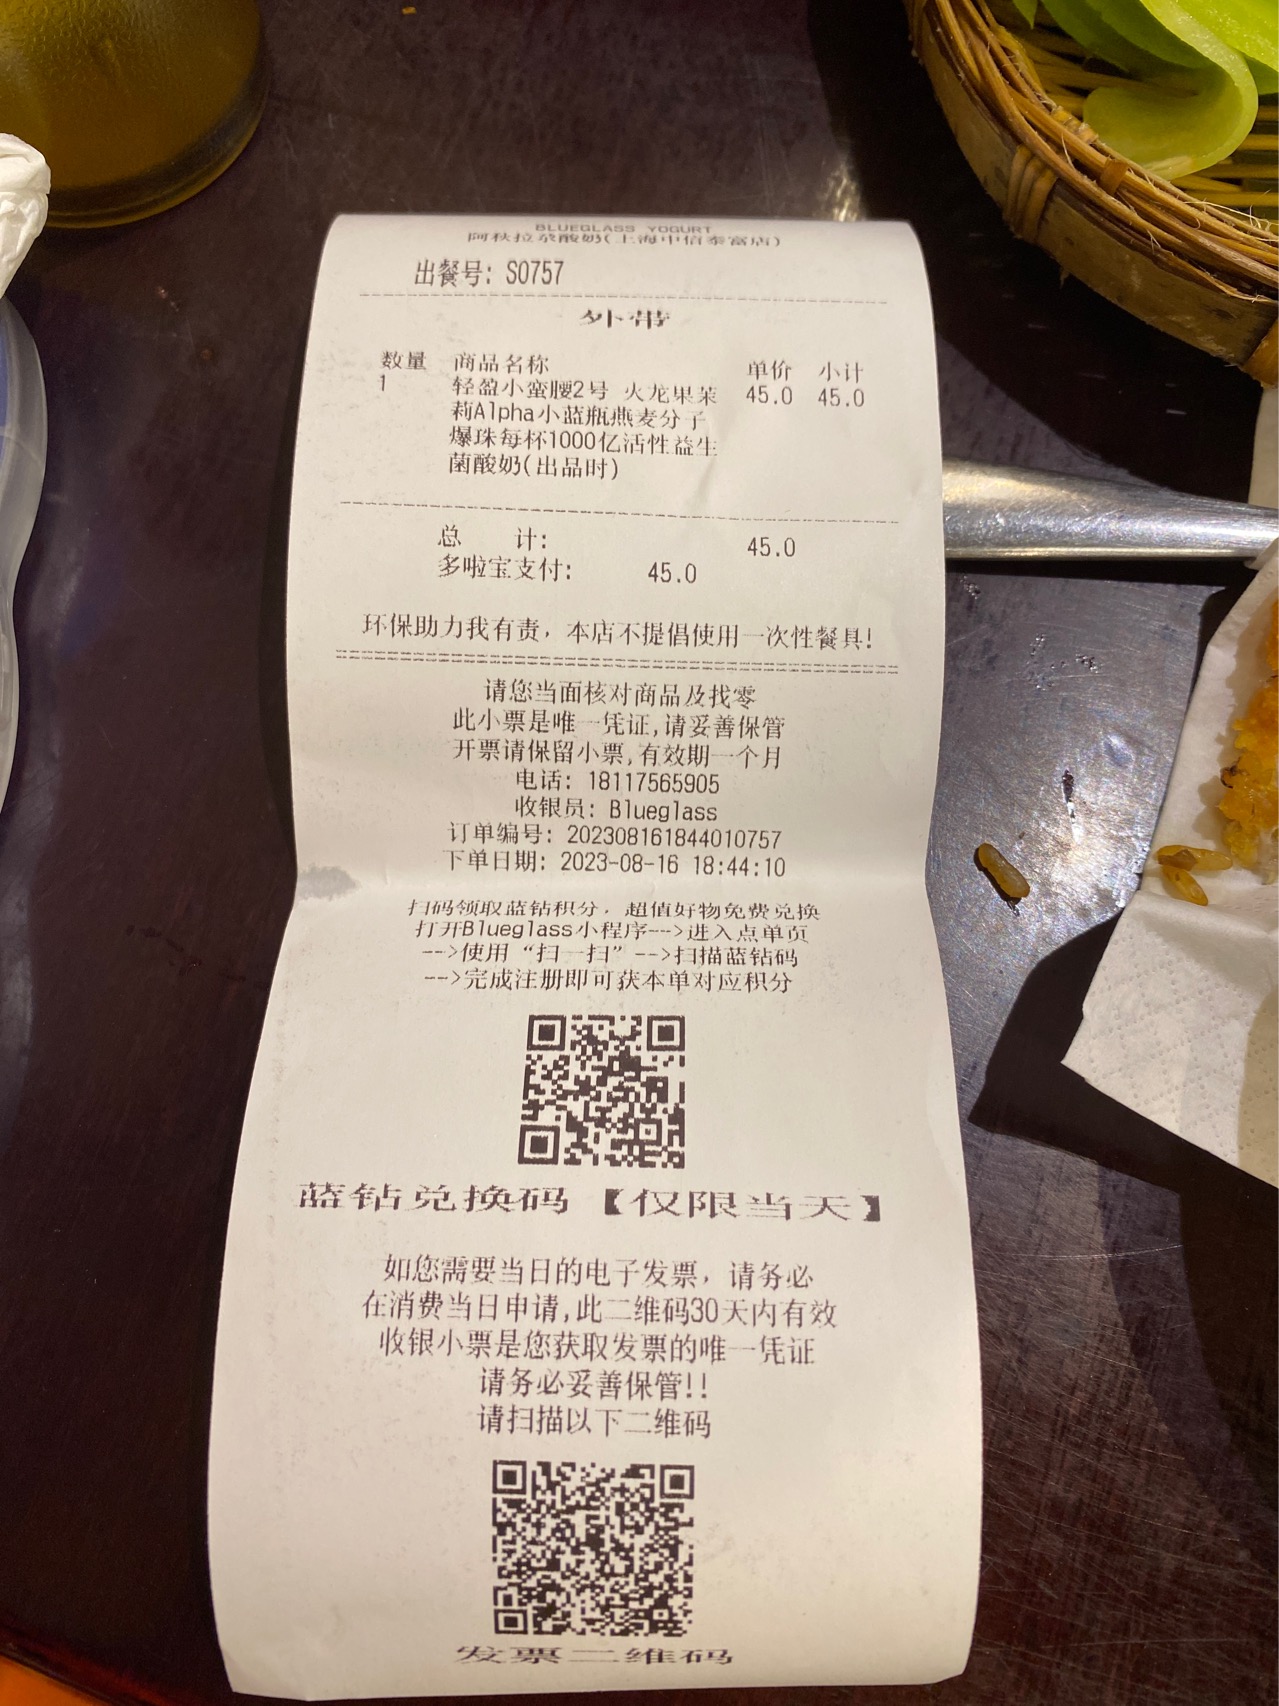 BLUEGLASS YOGURT
阿秋拉尕酸奶(上海中信泰富店)
出餐号: S0757
外带
数量 商品名称 单价 小计
1 轻盈小蛮腰2号 火龙果茉 45.0 45.0
莉Alpha小蓝瓶燕麦分子
爆珠每杯1000亿活性益生
菌酸奶(出品时)
总 计: 45.0
多啦宝支付: 45.0
环保助力我有责，本店不提倡使用一次性餐具!
请您当面核对商品及找零
此小票是唯一凭证,请妥善保管
开票请保留小票,有效期一个月
电话: 18117565905
收银员: Blueglass
订单编号: 202308161844010757
下单日期: 2023-08-16 18:44:10
扫码领取蓝钻积分，超值好物免费兑换
打开Blueglass小程序-->进入点单页
-->使用“扫一扫”-->扫描蓝钻码
-->完成注册即可获本单对应积分
蓝钻兑换码【仅限当天】
如您需要当日的电子发票，请务必
在消费当日申请,此二维码30天内有效
收银小票是您获取发票的唯一凭证
请务必妥善保管!!
请扫描以下二维码
发票二维码